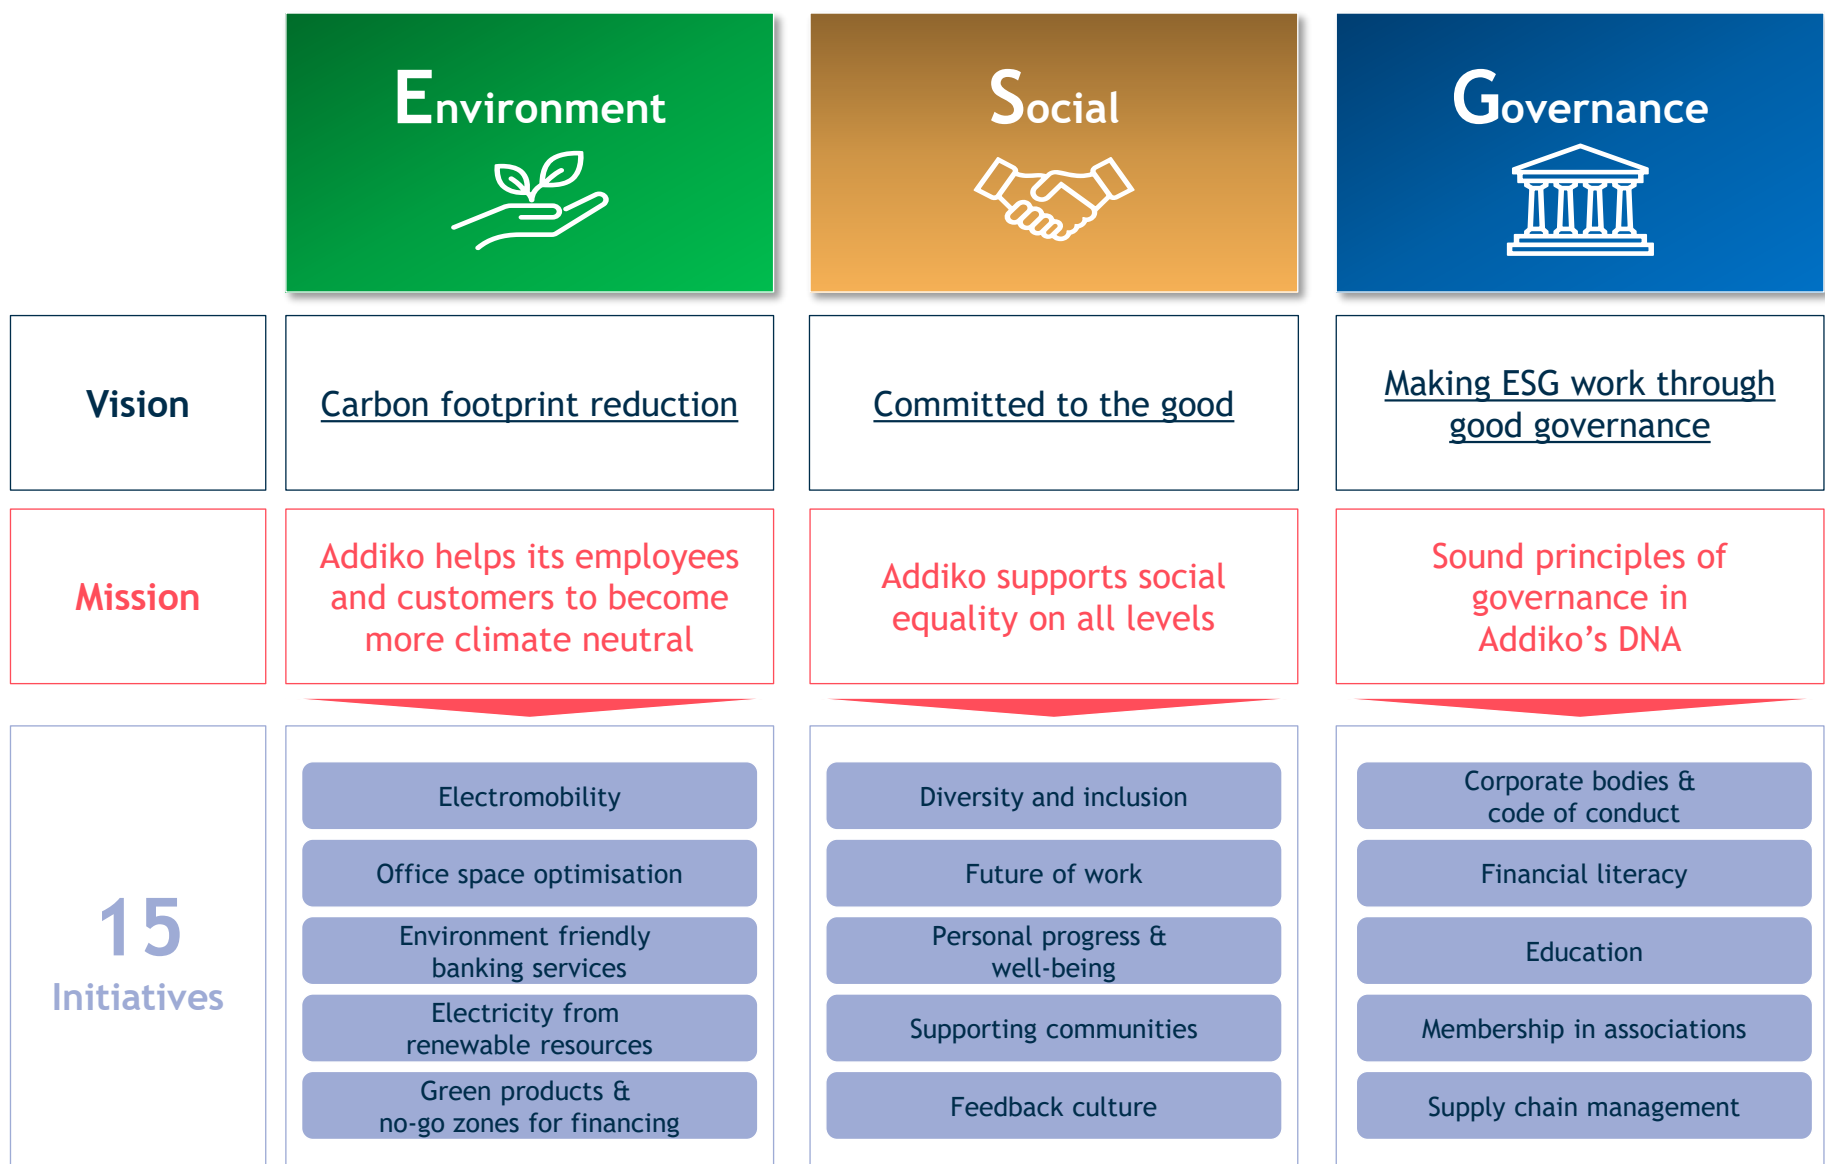 Environment
Social
Governance
Vision
Carbon footprint reduction
Committed to the good
Making ESG work through
good governance
Mission
Addiko helps its employees
and customers to become
more climate neutral
Addiko supports social
equality on all levels
Sound principles of
governance in
Addiko’s DNA
15
Initiatives
Electromobility
Office space optimisation
Environment friendly
banking services
Electricity from
renewable resources
Green products &
no-go zones for financing
Diversity and inclusion
Future of work
Personal progress &
well-being
Supporting communities
Feedback culture
Corporate bodies &
code of conduct
Financial literacy
Education
Membership in associations
Supply chain management